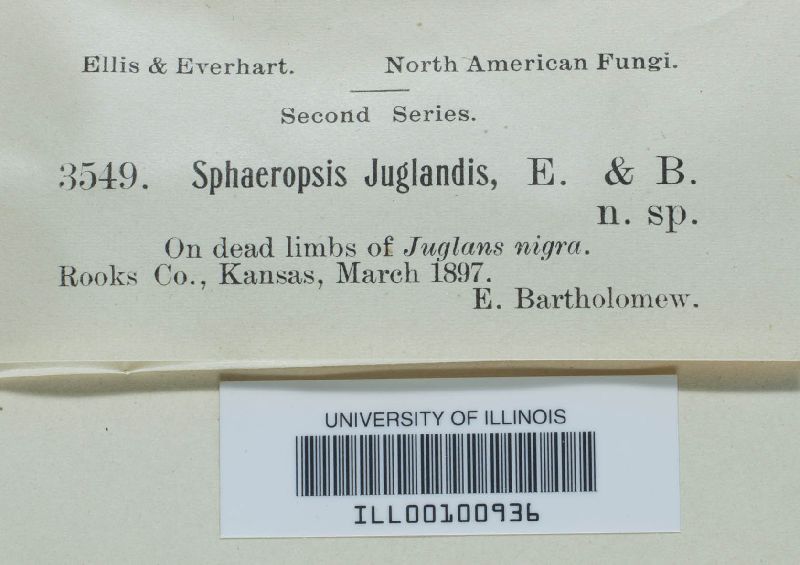 Ellis & Everhart. North American Fungi.
Second Series.
3549. Sphaeropsis Juglandis, E. & B.
n. sp.
On dead limbs of Juglans nigra.
Rooks Co., Kansas, March 1897.
E. Bartholomew.
UNIVERSITY OF ILLINOIS
ILL00100936